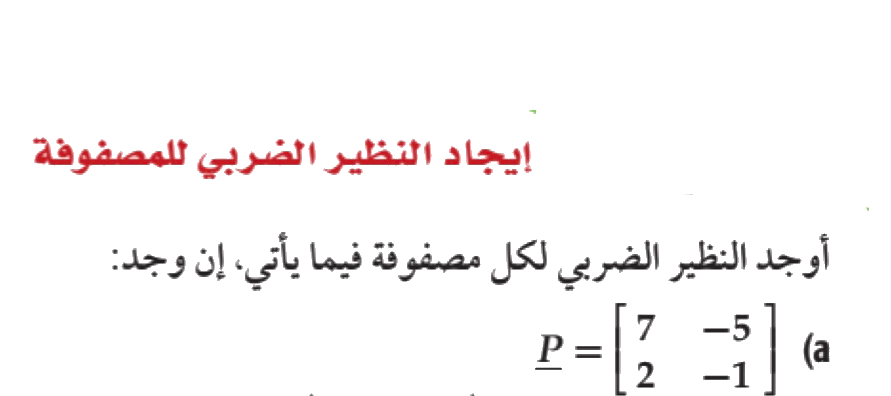 إيجاد النظير الضربي للمصفوفة
أوجد النظير الضربي لكل مصفوفة فيما يأتي، إن وجد:
(a P = [7 −5
2 −1]